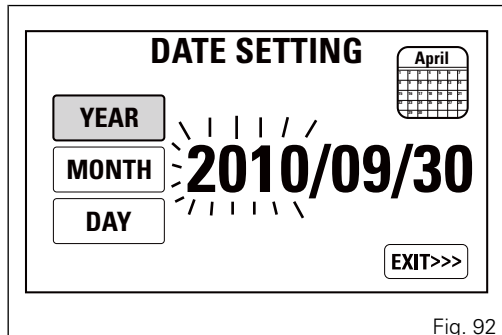 DATE SETTING
April
YEAR
MONTH
DAY
2010/09/30
EXIT>>>
Fig. 92